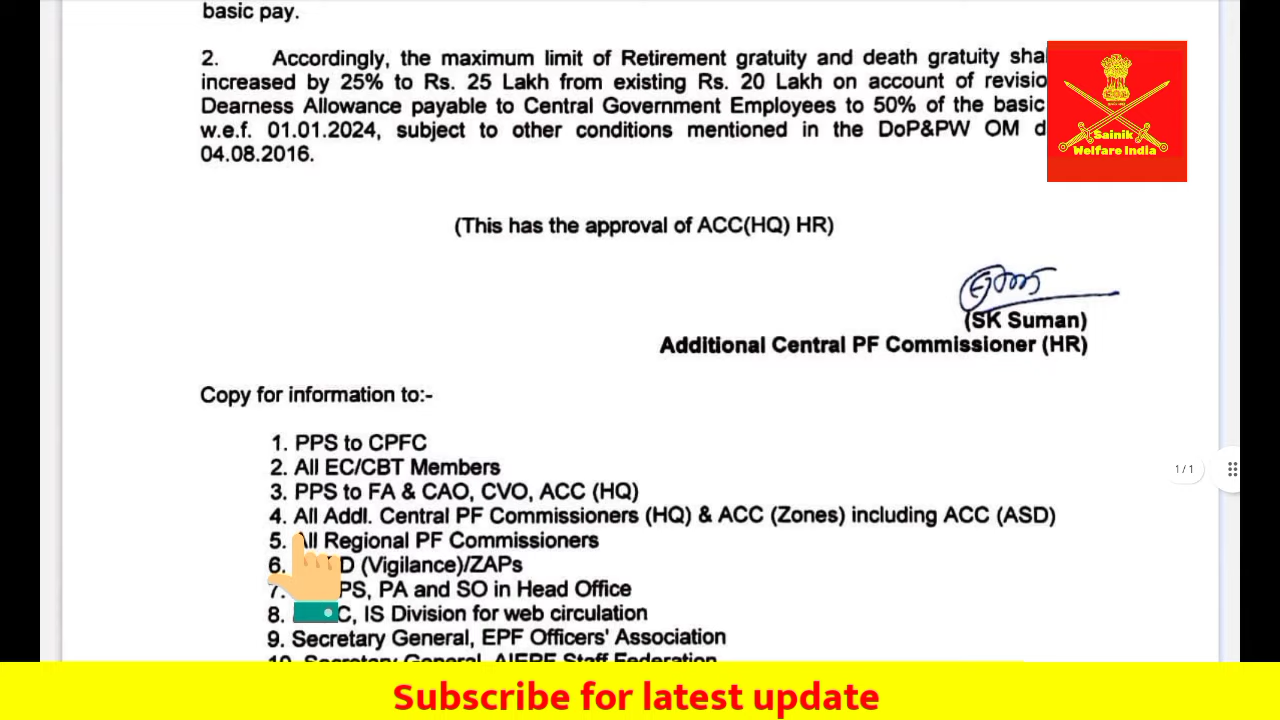 basic pay.
2. Accordingly, the maximum limit of Retirement gratuity and death gratuity
increased by 25% to Rs. 25 Lakh from existing Rs. 20 Lakh on account of
Dearness Allowance payable to Central Government Employees to 50% of the basic
w.e.f. 01.01.2024, subject to other conditions mentioned in the DoP&PW OM
04.08.2016.
Sainik
Welfare India
(This has the approval of ACC(HQ) HR)
(SK Suman)
Additional Central PF Commissioner (HR)
Copy for information to:-
1. PPS to CPFC
2. All EC/CBT Members
3. PPS to FA & CAO, CVO, ACC (HQ)
4. All Addl. Central PF Commissioners (HQ) & ACC (Zones) including ACC (ASD)
1/1
5. All Regional PF Commissioners
6. (Vigilance)/ZAPs
7. PA and SO in Head Office
8. IS Division for web circulation
9. Secretary General, EPF Officers' Association
10. Secretary General, AIEPF Staff Federation
Subscribe for latest update